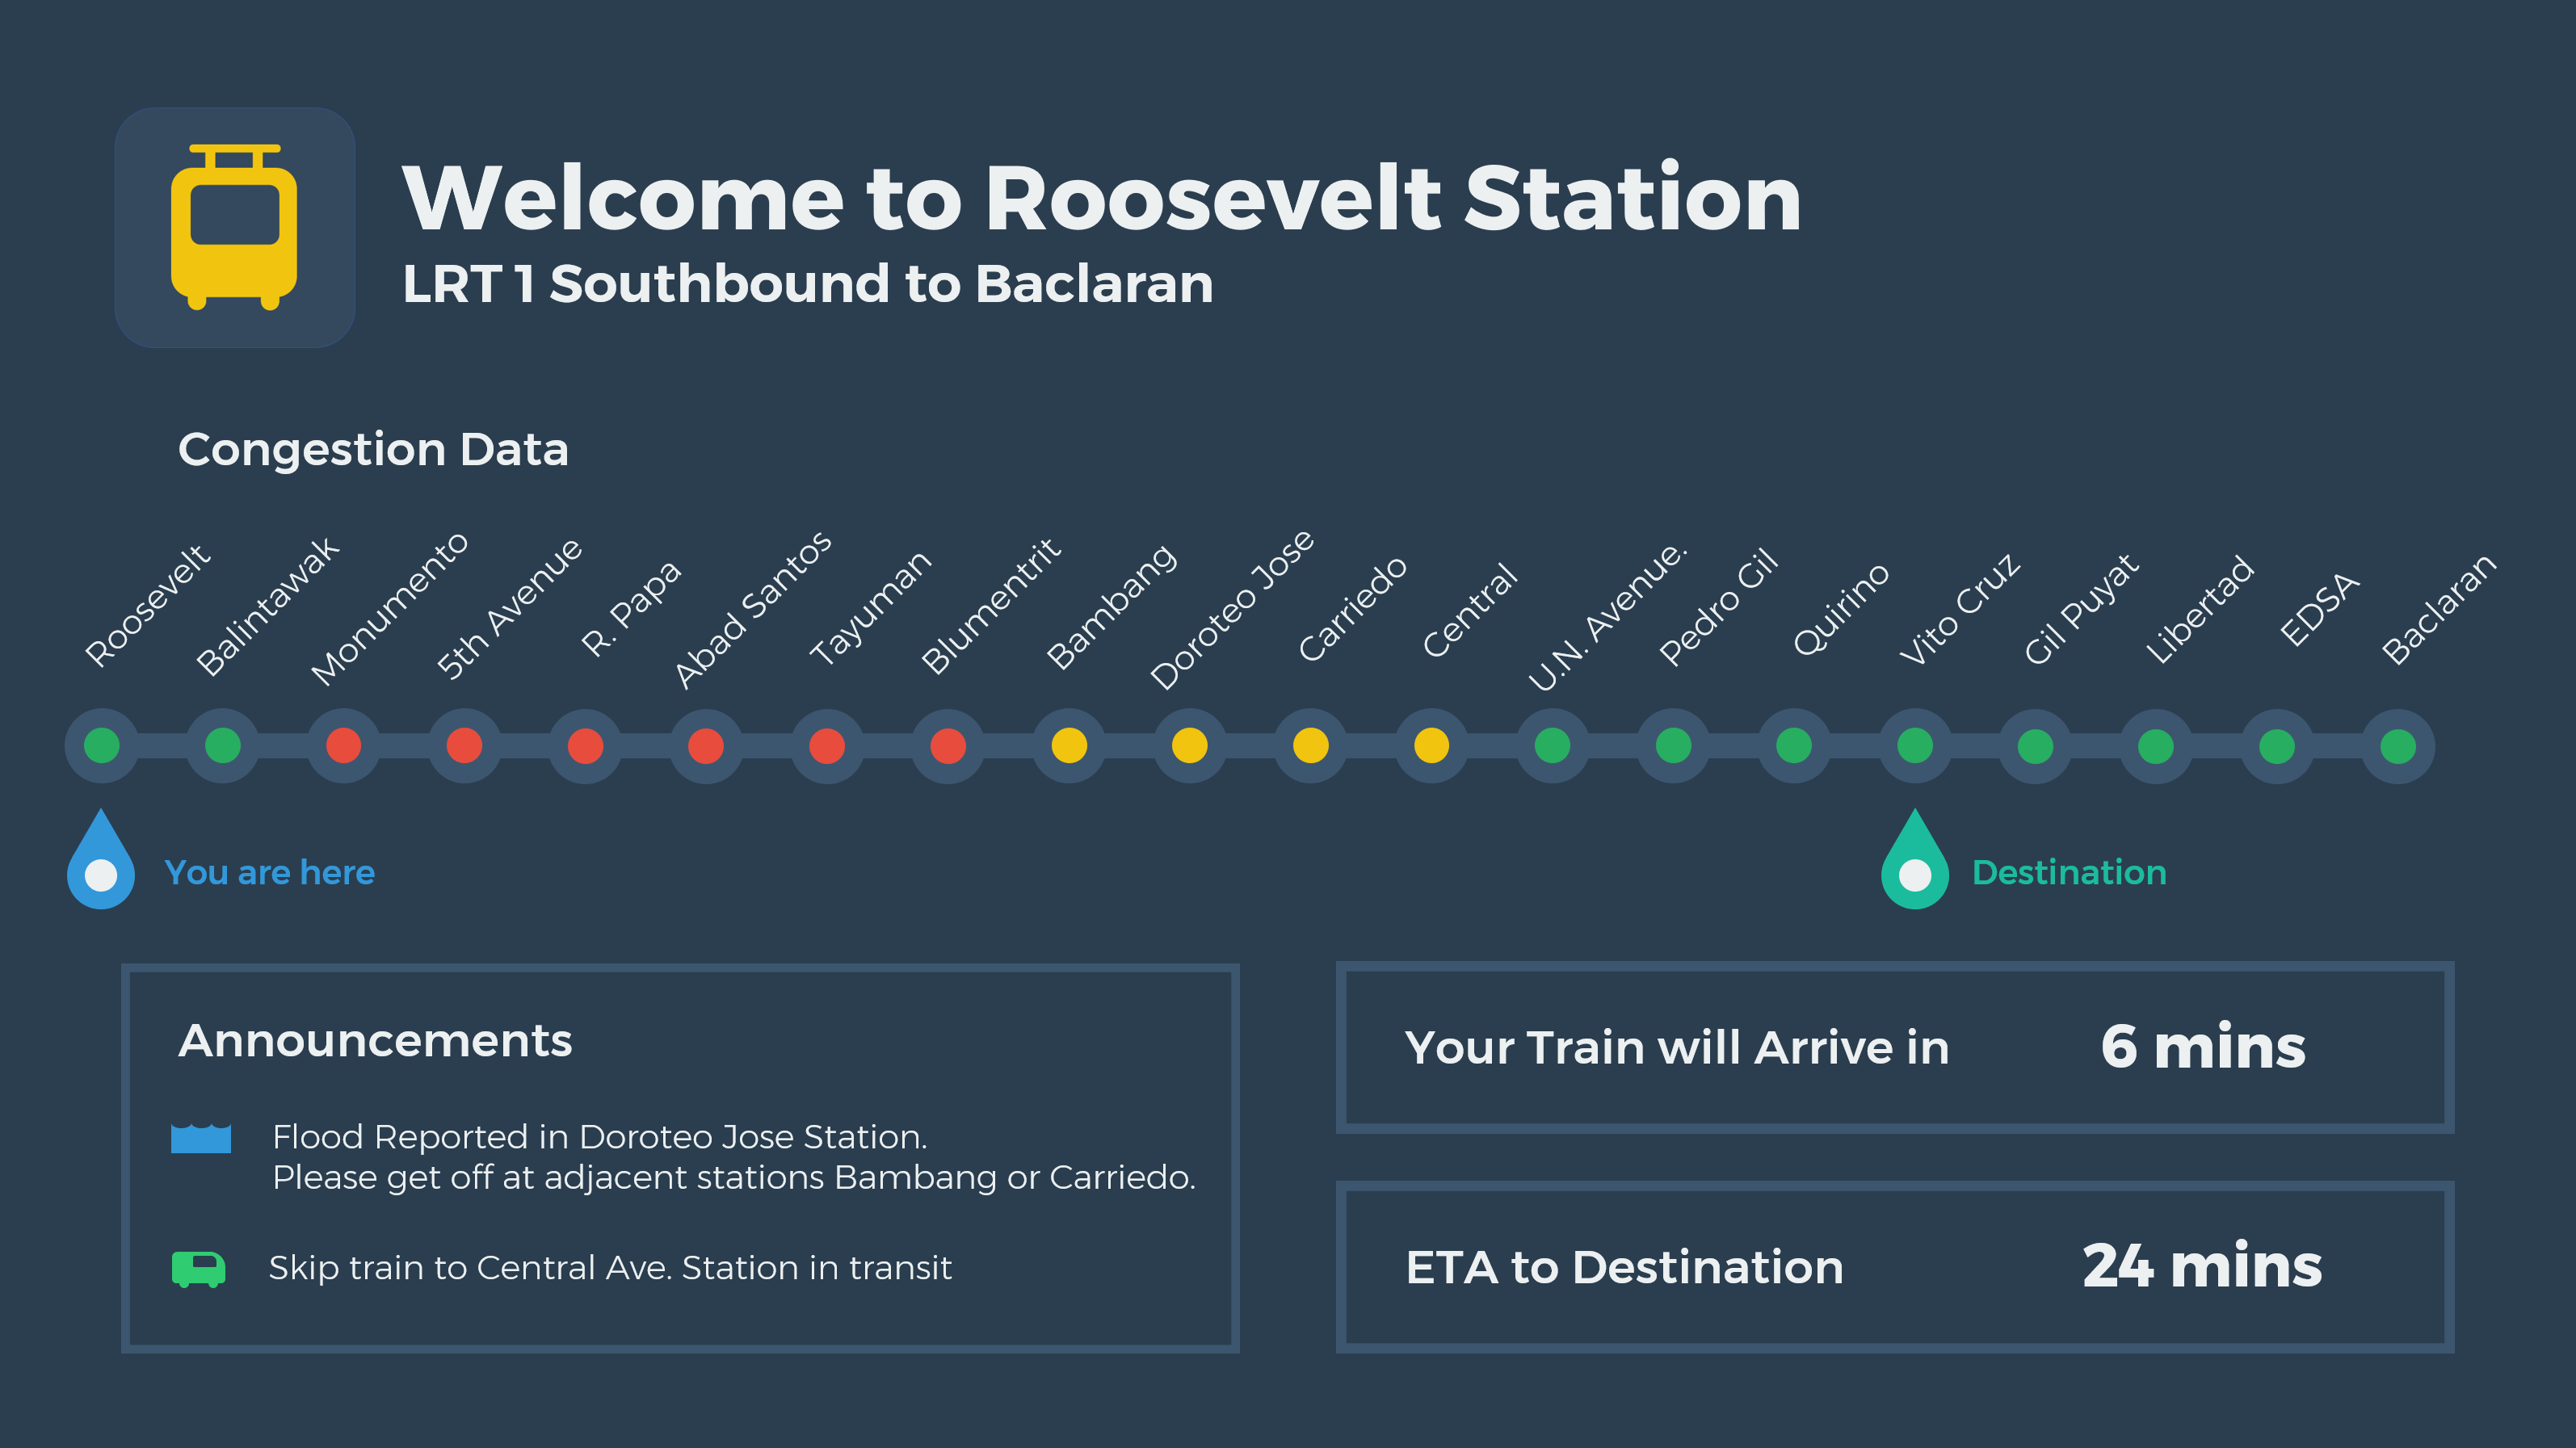 Welcome to Roosevelt Station
LRT 1 Southbound to Baclaran
Congestion Data
Roosevelt
Balintawak
Monumento
5th Avenue
R. Papa
Abad Santos
Tayuman
Blumentrit
Bambang
Doroteo Jose
Carriedo
Central
U.N. Avenue.
Pedro Gil
Quirino
Vito Cruz
Gil Puyat
Libertad
EDSA
Baclaran
You are here
Destination
Announcements
Flood Reported in Doroteo Jose Station.
Please get off at adjacent stations Bambang or Carriedo.
Skip train to Central Ave. Station in transit
Your Train will Arrive in 6 mins
ETA to Destination 24 mins